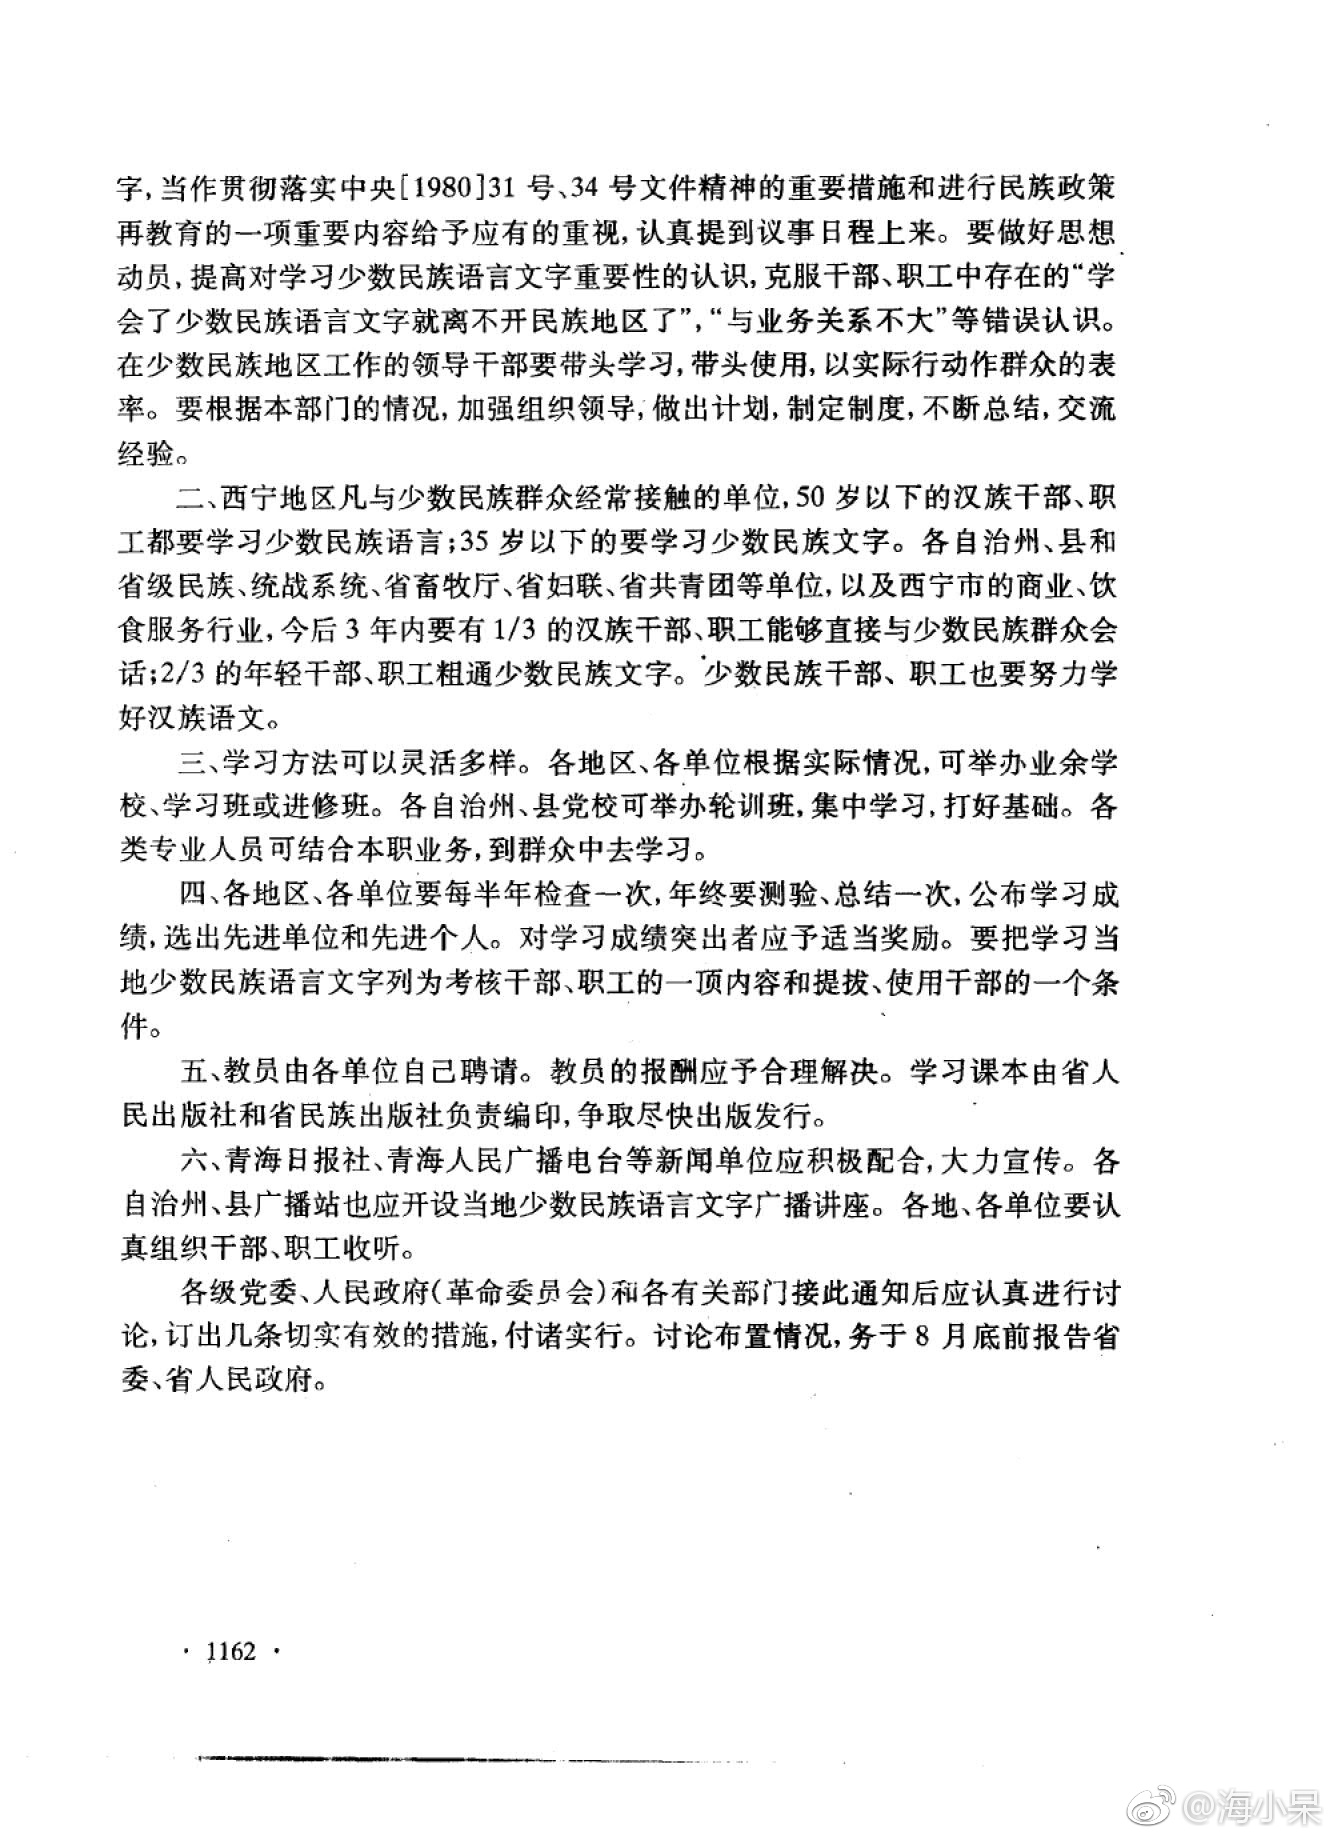 字,当作贯彻落实中央[1980]31 号、34 号文件精神的重要措施和进行民族政策
再教育的一项重要内容给予应有的重视,认真提到议事日程上来。要做好思想
动员,提高对学习少数民族语言文字重要性的认识,克服干部、职工中存在的“学
会了少数民族语言文字就离不开民族地区了”,“与业务关系不大”等错误认识。
在少数民族地区工作的领导干部要带头学习,带头使用,以实际行动作群众的表
率。要根据本部门的情况,加强组织领导,做出计划,制定制度,不断总结,交流
经验。
二、西宁地区凡与少数民族群众经常接触的单位,50 岁以下的汉族干部、职
工都要学习少数民族语言;35 岁以下的要学习少数民族文字。各自治州、县和
省级民族、统战系统、省畜牧厅、省妇联、省共青团等单位,以及西宁市的商业、饮
食服务行业,今后 3 年内要有 1/3 的汉族干部、职工能够直接与少数民族群众会
话;2/3 的年轻干部、职工粗通少数民族文字。少数民族干部、职工也要努力学
好汉族语文。
三、学习方法可以灵活多样。各地区、各单位根据实际情况,可举办业余学
校、学习班或进修班。各自治州、县党校可举办轮训班,集中学习,打好基础。各
类专业人员可结合本职业务,到群众中去学习。
四、各地区、各单位要每半年检查一次,年终要测验、总结一次,公布学习成
绩,选出先进单位和先进个人。对学习成绩突出者应予适当奖励。要把学习当
地少数民族语言文字列为考核干部、职工的一顶内容和提拔、使用干部的一个条
件。
五、教员由各单位自己聘请。教员的报酬应予合理解决。学习课本由省人
民出版社和省民族出版社负责编印,争取尽快出版发行。
六、青海日报社、青海人民广播电台等新闻单位应积极配合,大力宣传。各
自治州、县广播站也应开设当地少数民族语言文字广播讲座。各地、各单位要认
真组织干部、职工收听。
各级党委、人民政府(革命委员会)和各有关部门接此通知后应认真进行讨
论,订出几条切实有效的措施,付诸实行。讨论布置情况,务于 8 月底前报告省
委、省人民政府。
· 1162 ·
@海小呆